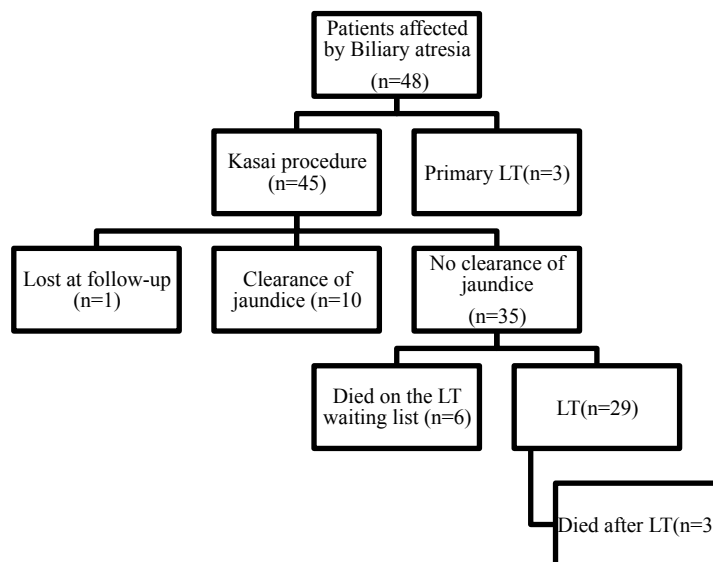 Patients affected
by Biliary atresia
(n=48)
Kasai procedure
(n=45)
Primary LT(n=3)
Lost at follow-up
(n=1)
Clearance of
jaundice (n=10
No clearance of
jaundice
(n=35)
Died on the LT
waiting list (n=6)
LT(n=29)
Died after LT(n=3